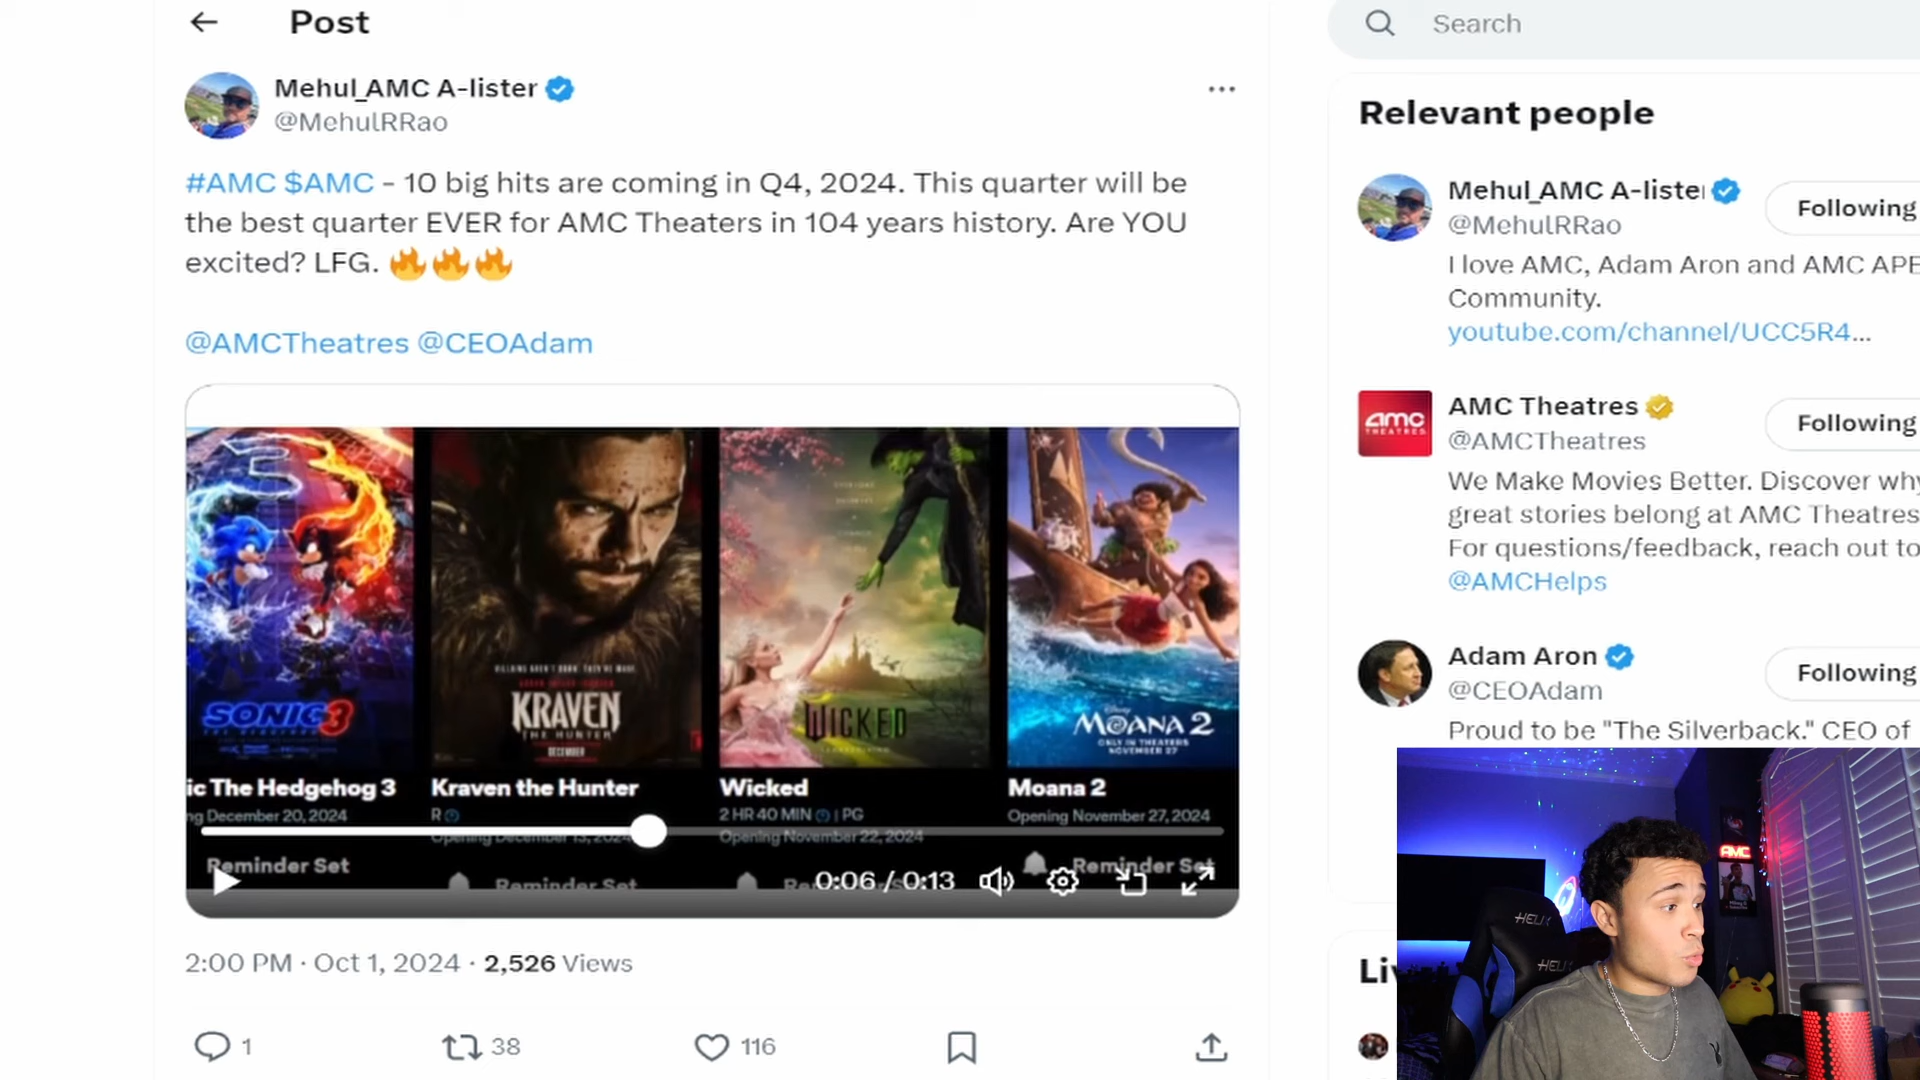 Post
Search
Mehul_AMC A-lister
@MehulRRao
#AMC $AMC - 10 big hits are coming in Q4, 2024. This quarter will be
the best quarter EVER for AMC Theaters in 104 years history. Are YOU
excited? LFG. 🔥🔥🔥
@AMCTheatres @CEOAdam
SONIC 3
KRAVEN
THE HUNTER
DECEMBER
WICKED
Disney
MOANA 2
ONLY IN THEATERS
NOVEMBER 27
ic The Hedgehog 3
Kraven the Hunter
Wicked
Moana 2
ng December 20, 2024
R
2 HR 40 MIN | PG
Opening November 27, 2024
Opening December 13, 2024
Opening November 22, 2024
Reminder Set
Reminder Set
Reminder Set
0:06 / 0:13
2:00 PM · Oct 1, 2024 · 2,526 Views
1
38
116
Relevant people
Mehul_AMC A-lister
@MehulRRao
Following
I love AMC, Adam Aron and AMC APE
Community.
youtube.com/channel/UCC5R4...
amc
THEATRES
AMC Theatres
@AMCTheatres
Following
We Make Movies Better. Discover why
great stories belong at AMC Theatres
For questions/feedback, reach out to
@AMCHelps
Adam Aron
@CEOAdam
Following
Proud to be "The Silverback." CEO of
Li
AMC
HELIX